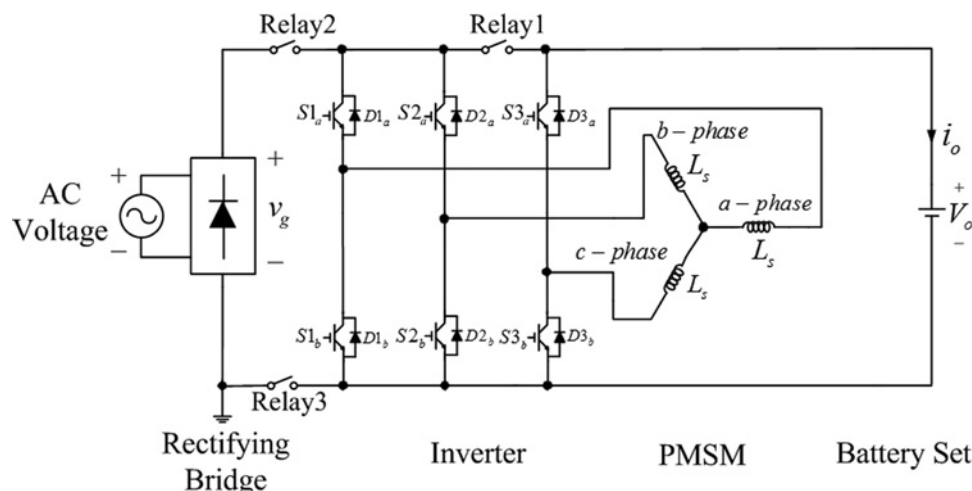 Relay2
Relay1
S1a
D1a
S2a
D2a
S3a
D3a
b - phase
Ls
a - phase
Ls
c - phase
Ls
AC
Voltage
+
−
+
vg
−
io
+
Vo
−
S1b
D1b
S2b
D2b
S3b
D3b
Relay3
Rectifying
Bridge
Inverter
PMSM
Battery Set